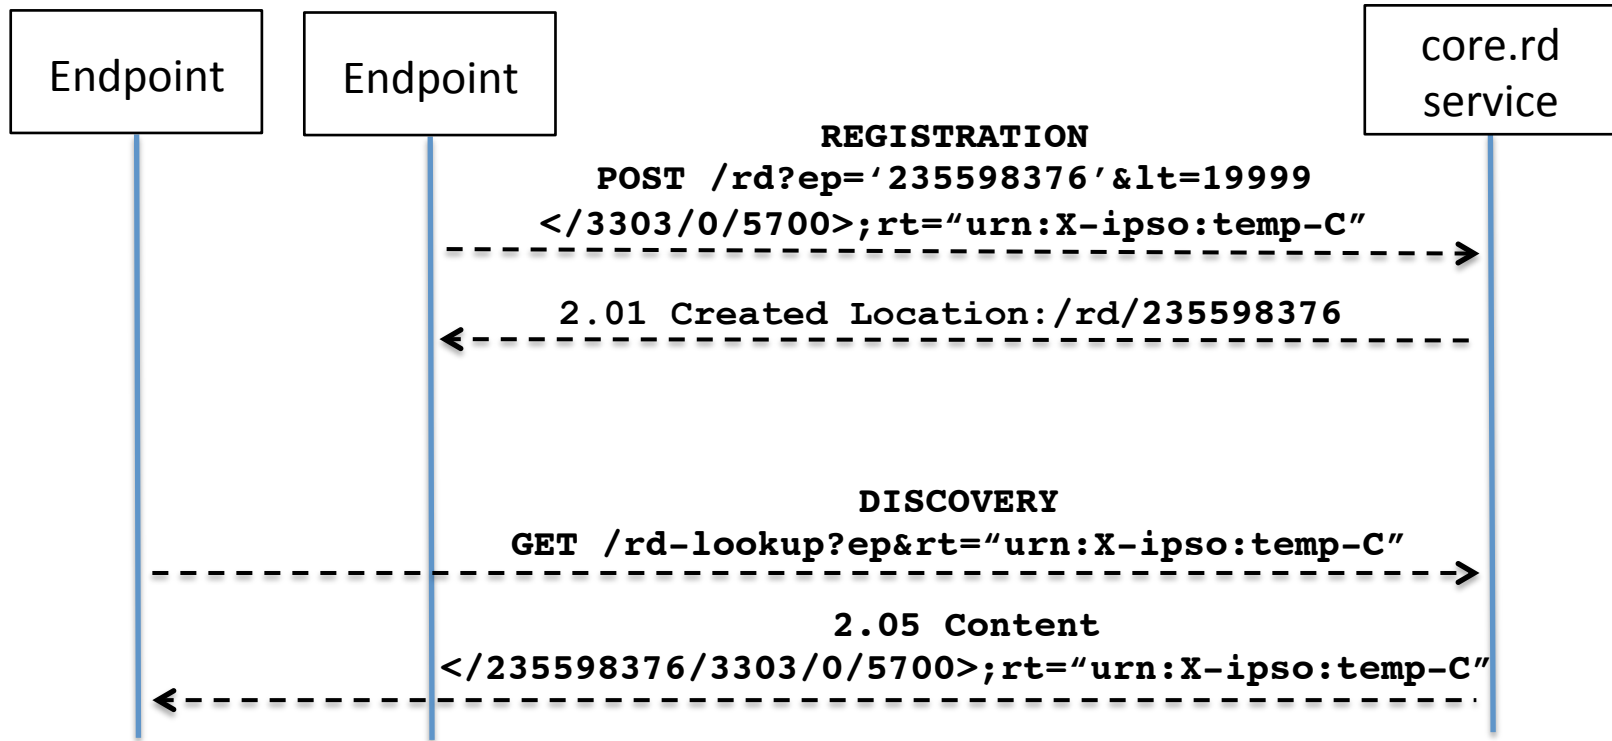 Endpoint
Endpoint
core.rd
service
REGISTRATION
POST /rd?ep=‘235598376’&lt=19999
</3303/0/5700>;rt=“urn:X-ipso:temp-C”
2.01 Created Location:/rd/235598376
DISCOVERY
GET /rd-lookup?ep&rt=“urn:X-ipso:temp-C”
2.05 Content
</235598376/3303/0/5700>;rt=“urn:X-ipso:temp-C”